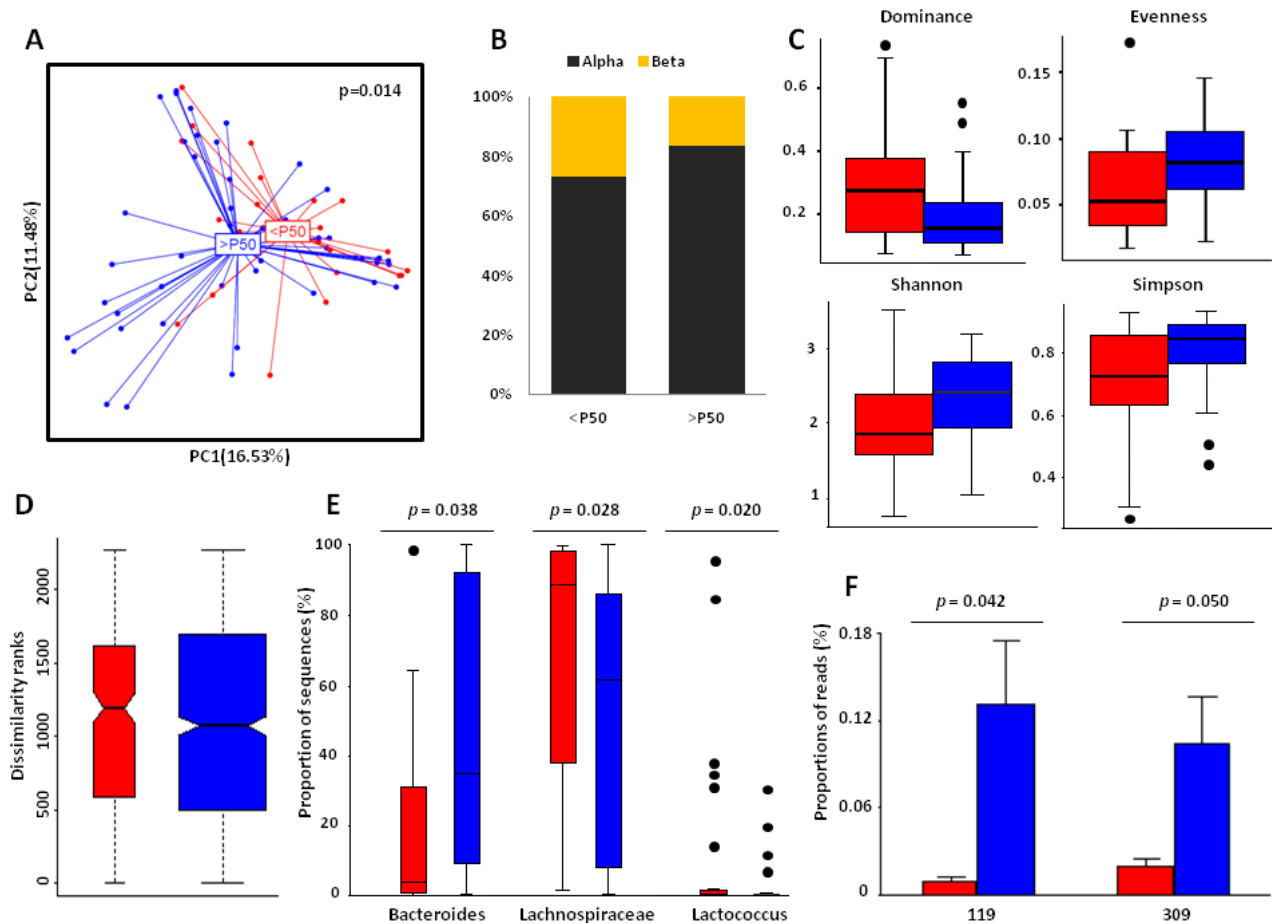 A
p=0.014
>P50
<P50
PC2(11.48%)
PC1(16.53%)
B
Alpha Beta
100%
80%
60%
40%
20%
0%
<P50 >P50
C
Dominance
0.6
0.4
0.2
Evenness
0.15
0.10
0.05
Shannon
3
2
1
Simpson
0.8
0.6
0.4
D
Dissimilarity ranks
2000
1500
1000
500
0
E
p = 0.038 p = 0.028 p = 0.020
Proportion of sequences (%)
100
80
60
40
20
0
Bacteroides Lachnospiraceae Lactococcus
F
p = 0.042 p = 0.050
Proportions of reads (%)
0.18
0.12
0.06
0
119 309